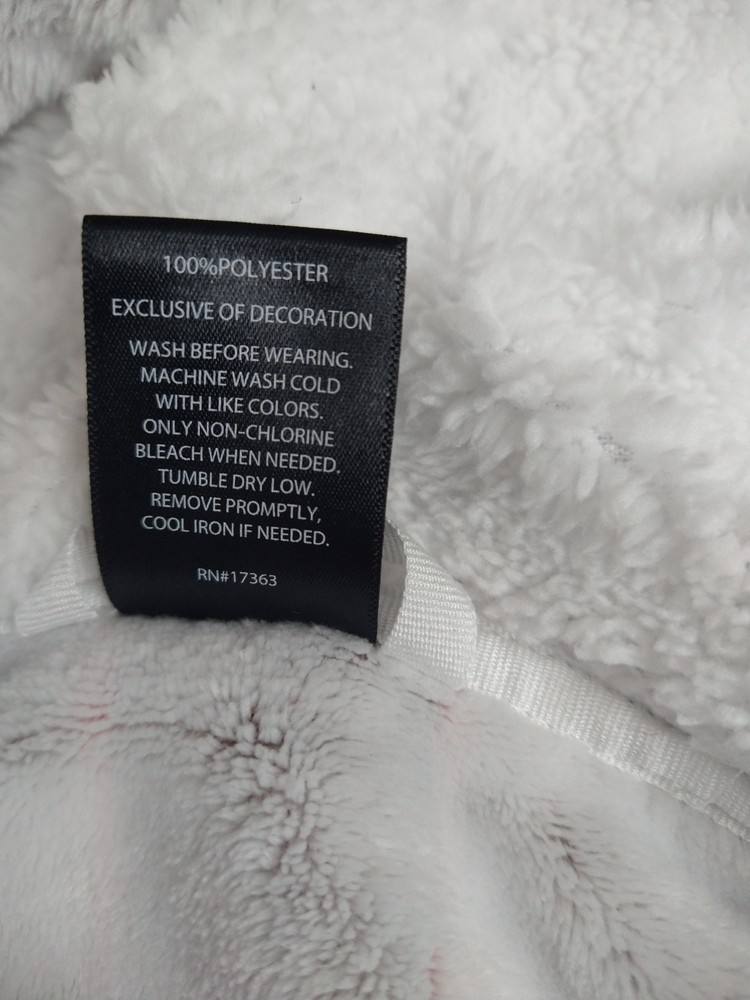 100%POLYESTER
EXCLUSIVE OF DECORATION
WASH BEFORE WEARING.
MACHINE WASH COLD
WITH LIKE COLORS.
ONLY NON-CHLORINE
BLEACH WHEN NEEDED.
TUMBLE DRY LOW.
REMOVE PROMPTLY,
COOL IRON IF NEEDED.
RN#17363